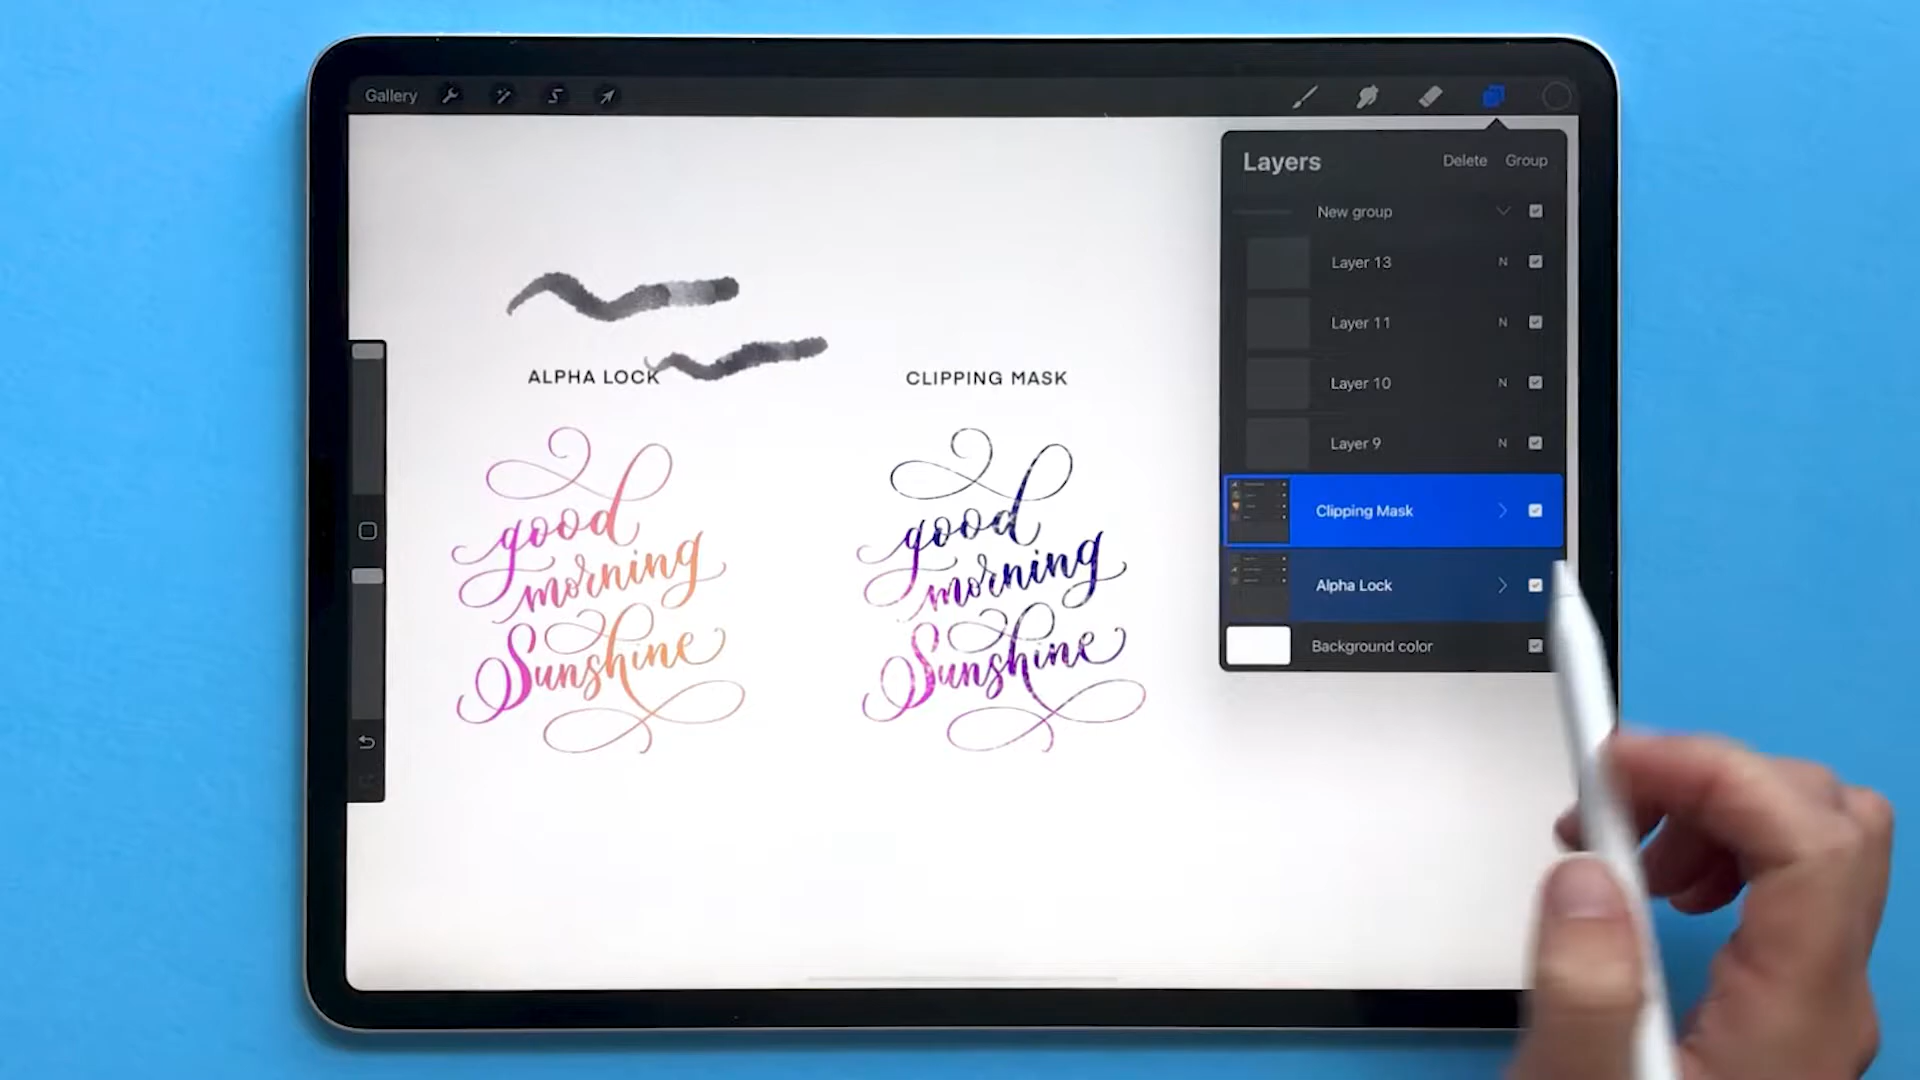 Gallery
Layers Delete Group
New group
Layer 13 N
Layer 11 N
Layer 10 N
Layer 9 N
Clipping Mask
Alpha Lock
Background color
ALPHA LOCK
good
morning
Sunshine
CLIPPING MASK
good
morning
Sunshine